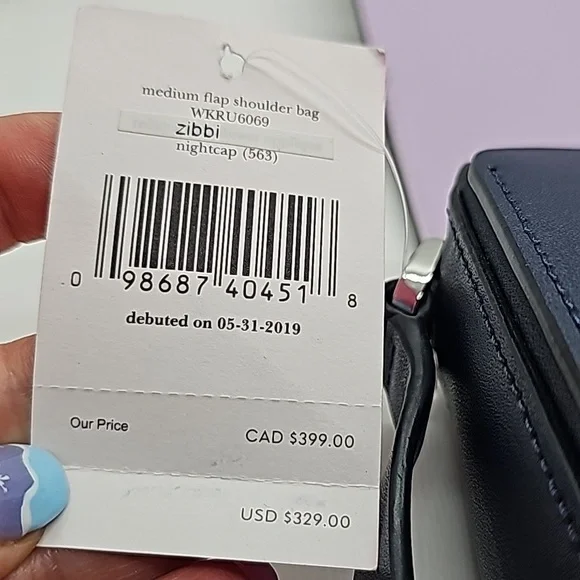 medium flap shoulder bag
WKRU6069
zibbi
nightcap (563)
0 98687 40451 8
debuted on 05-31-2019
Our Price CAD $399.00
USD $329.00